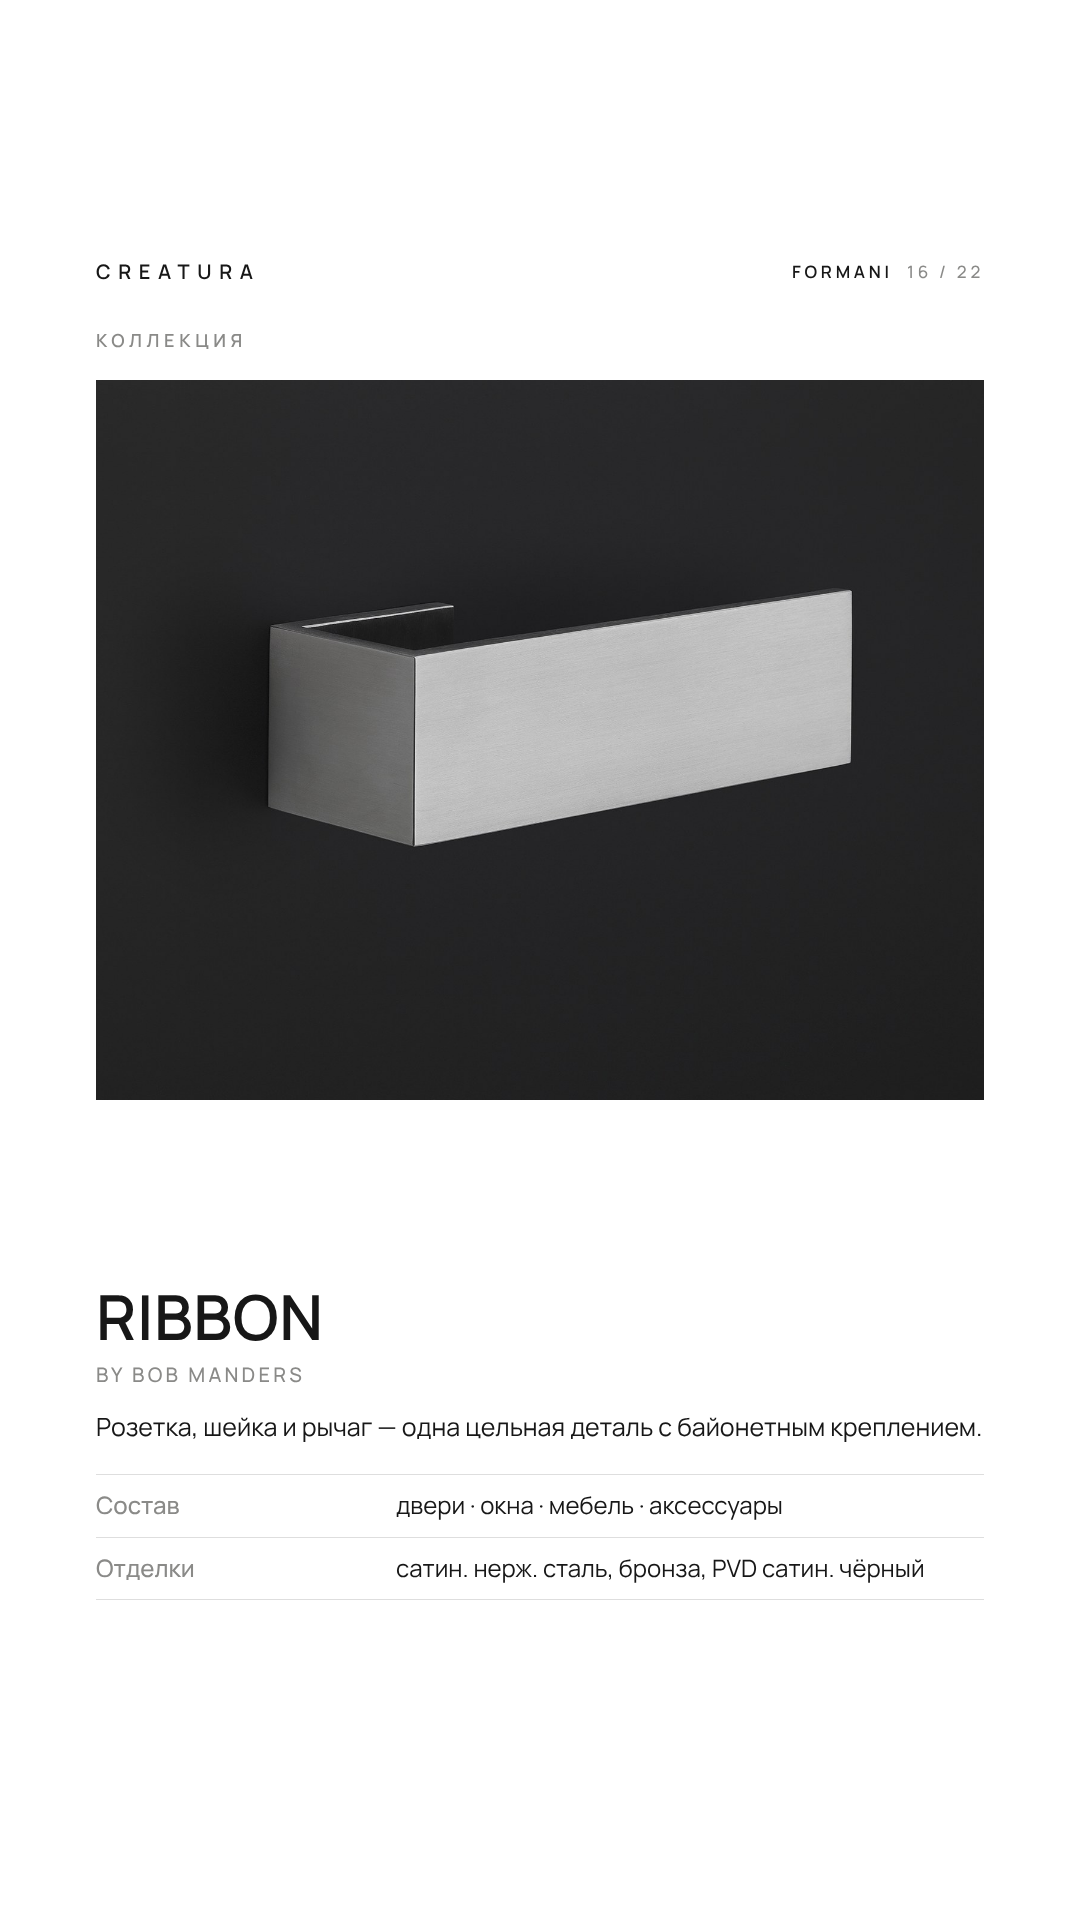 CREATURA
FORMANI 16 / 22
КОЛЛЕКЦИЯ
RIBBON
BY BOB MANDERS
Розетка, шейка и рычаг — одна цельная деталь с байонетным креплением.
Состав двери · окна · мебель · аксессуары
Отделки сатин. нерж. сталь, бронза, PVD сатин. чёрный